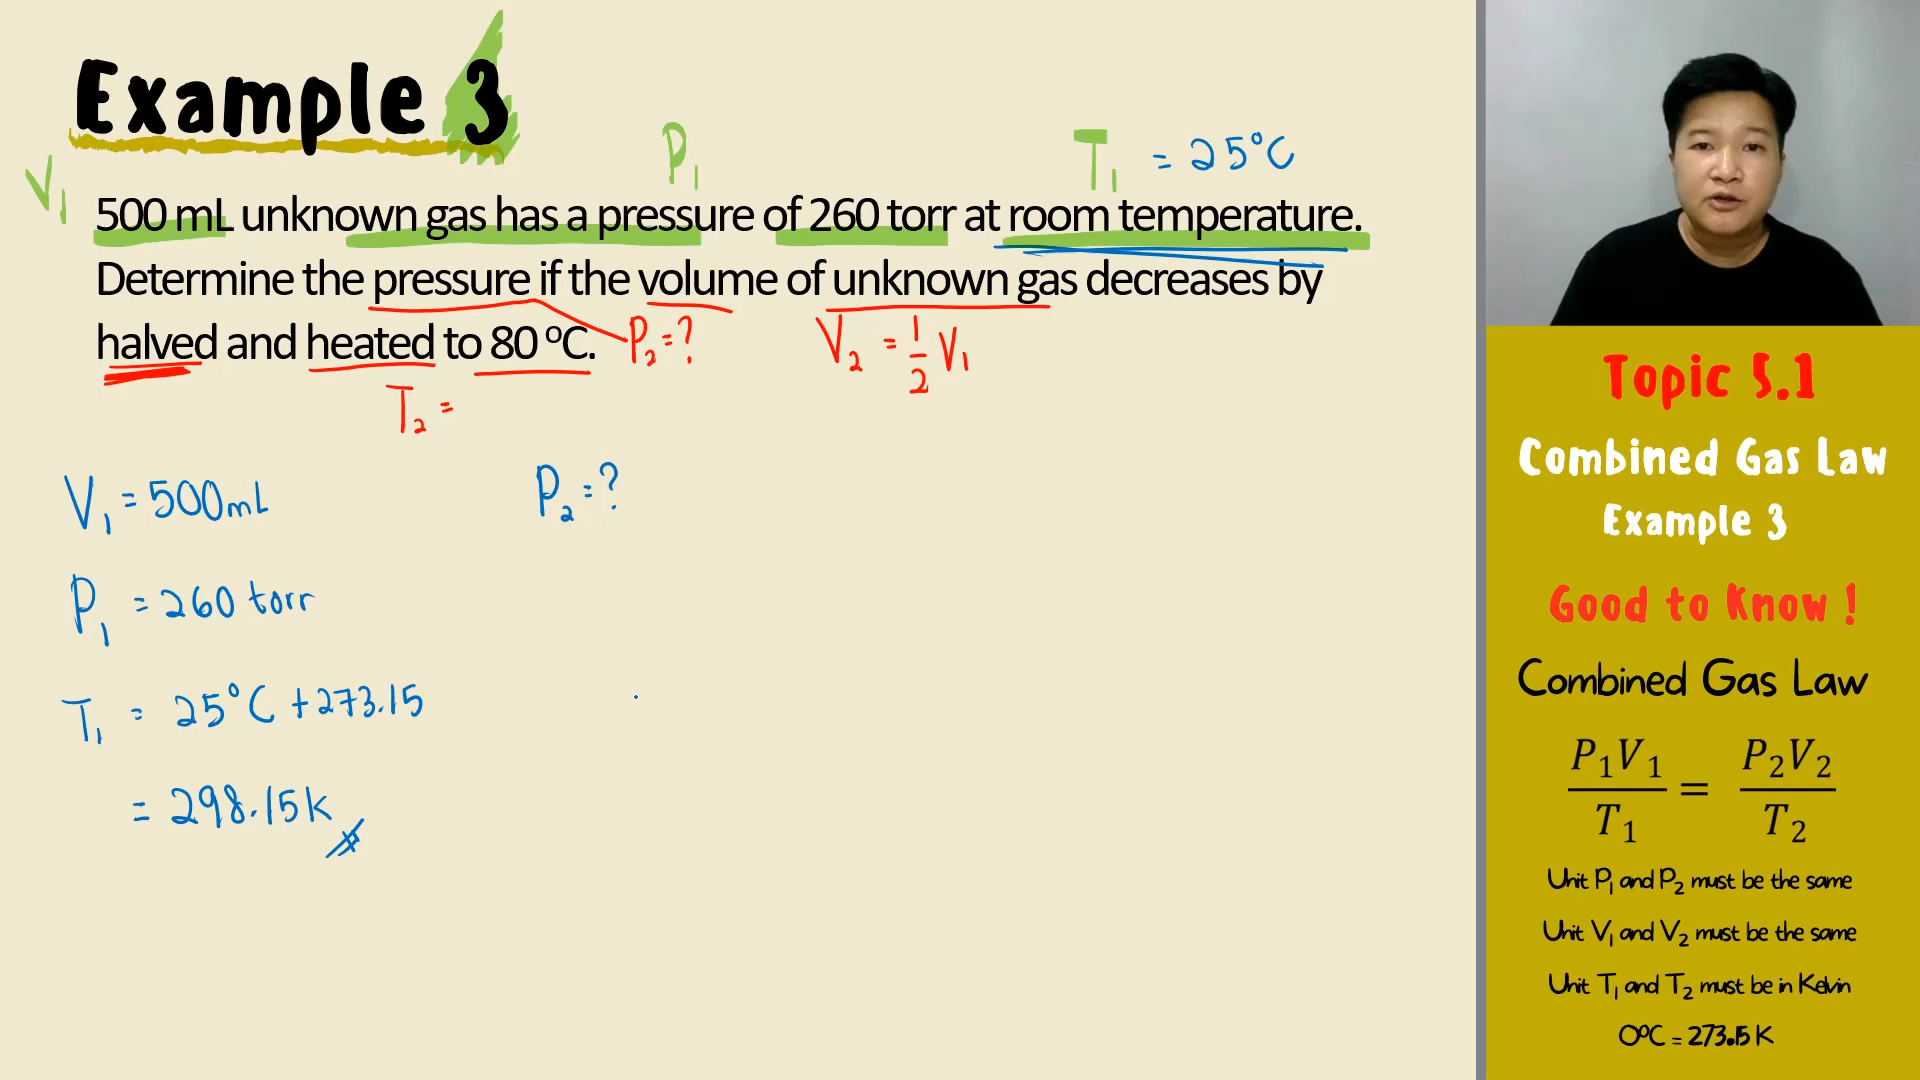 Example 3
V₁
P₁
T₁ = 25°C
500 mL unknown gas has a pressure of 260 torr at room temperature.
Determine the pressure if the volume of unknown gas decreases by
halved and heated to 80 °C.
P₂ = ?
V₂ = 1/2 V₁
T₂ =
V₁ = 500mL
P₂ = ?
P₁ = 260 torr
T₁ = 25°C + 273.15
= 298.15K
Topic 5.1
Combined Gas Law
Example 3
Good to Know !
Combined Gas Law
P₁V₁/T₁ = P₂V₂/T₂
Unit P₁ and P₂ must be the same
Unit V₁ and V₂ must be the same
Unit T₁ and T₂ must be in Kelvin
0°C = 273.15 K